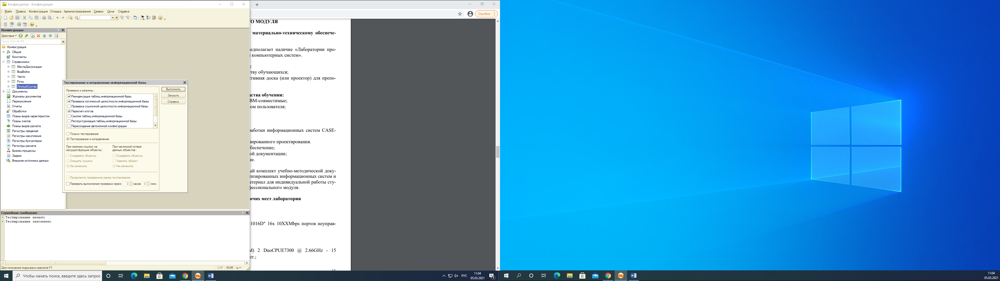 Конфигуратор - Конфигурация
Файл Правка Конфигурация Отладка Администрирование Сервис Окна Справка
Конфигурация
Действия
Поиск (Ctrl+Alt+M)
Конфигурация
Общие
Константы
Справочники
МестаДислокации
ВидВойск
Части
Роты
ЛичныйСостав
Документы
Журналы документов
Перечисления
Отчеты
Обработки
Планы видов характеристик
Планы счетов
Планы видов расчета
Регистры сведений
Регистры накопления
Регистры бухгалтерии
Регистры расчета
Бизнес-процессы
Задачи
Внешние источники данных
Тестирование и исправление информационной базы
Проверки и режимы :
Реиндексация таблиц информационной базы
Проверка логической целостности информационной базы
Проверка ссылочной целостности информационной базы
Пересчет итогов
Сжатие таблиц информационной базы
Реструктуризация таблиц информационной базы
Пересоздание автономной конфигурации
Выполнить
Закрыть
Справка
Только тестирование
Тестирование и исправление
При наличии ссылок на несуществующие объекты :
Создавать объекты
Очищать ссылки
Не изменять
При частичной потере данных объектов :
Создавать объекты
Удалять объект
Не изменять
Продолжить прерванное ранее тестирование
Прервать выполнение проверки через 0 часов 0 мин.
Служебные сообщения
Тестирование начато
Тестирование закончено
Для получения подсказки нажмите F1
CAP NUM ru
Ошибка
О МОДУЛЯ
материально-техническому обеспече-
едполагает наличие «Лаборатории про-
компьютерных систем».
:
тву обучающихся;
ктивная доска (или проектор) для препо-
дства обучения:
ВМ-совместимые;
ом пользователя;
работки информационных систем CASE-
зированного проектирования.
беспечение;
ой документации;
ие.
ый комплект учебно-методической доку-
тизированных информационных систем и
атериал для индивидуальной работы сту-
фессионального модуля.
очих мест лаборатории
1016D" 16x 10XXMbps портов неуправ-
M) 2 DuoCPUE7300 @ 2.66GHz - 15
шт.;
11
Чтобы начать поиск, введите здесь запрос
РУС
11:04
05.03.2021
1
11:04
05.03.2021